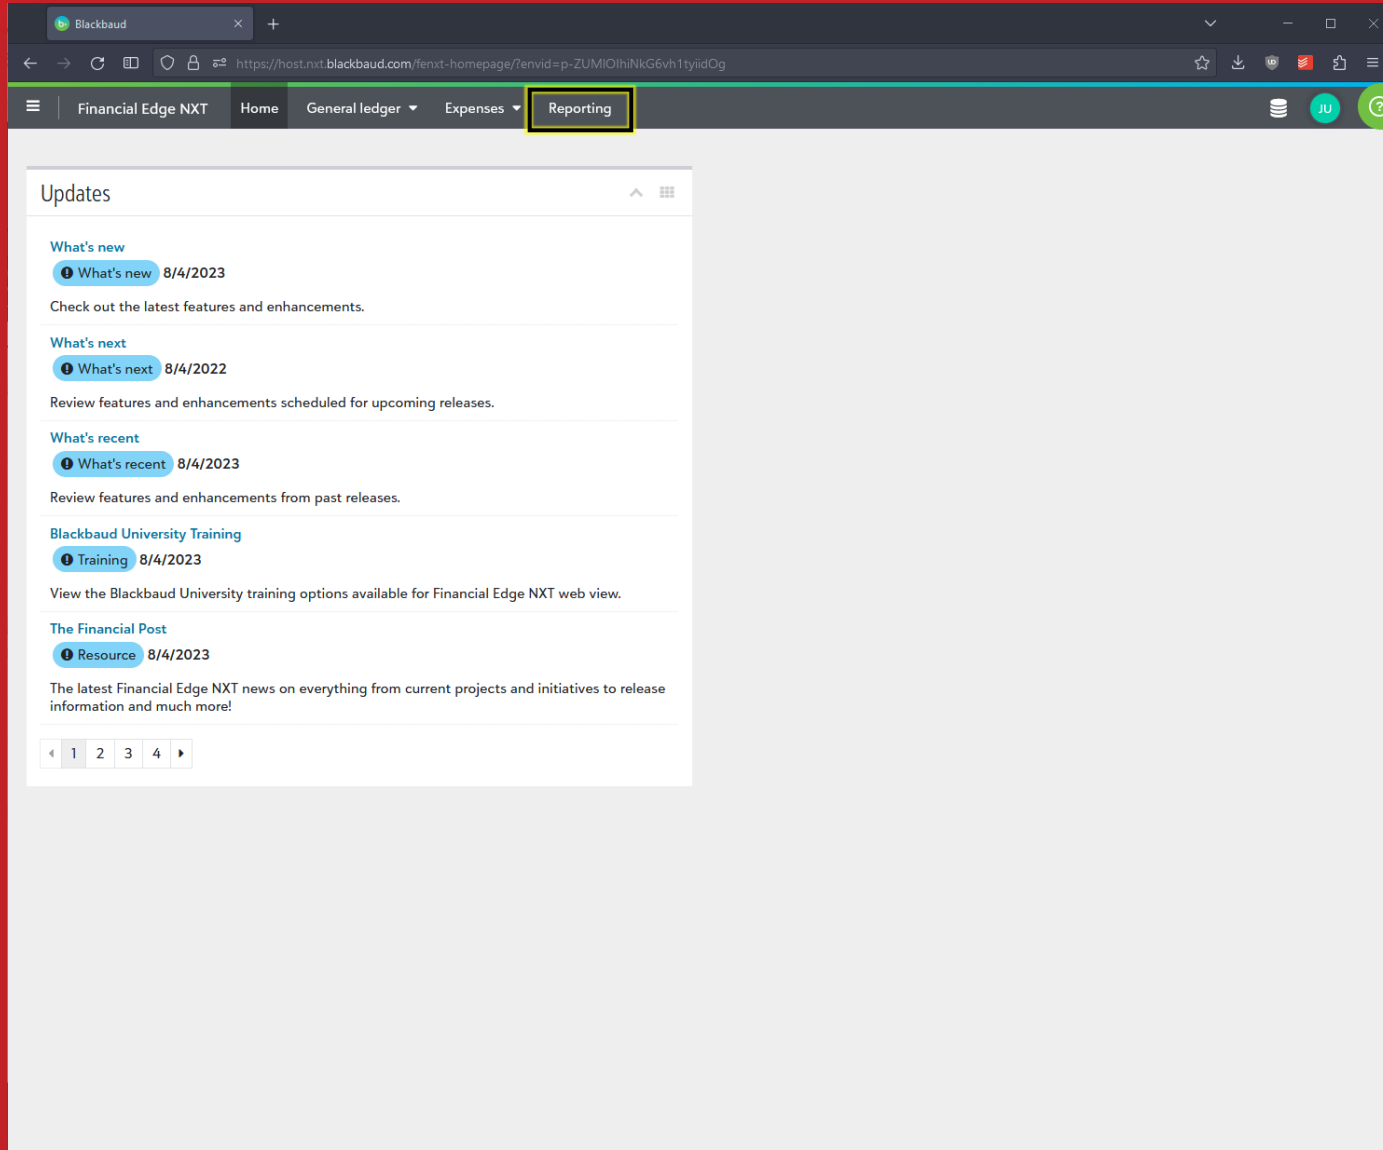 Blackbaud
https://host.nxt.blackbaud.com/fenxt-homepage/?envid=p-ZUMIOIhiNkG6vh1tyiidOg
Financial Edge NXT Home General ledger Expenses Reporting JU
Updates
What's new
What's new 8/4/2023
Check out the latest features and enhancements.
What's next
What's next 8/4/2022
Review features and enhancements scheduled for upcoming releases.
What's recent
What's recent 8/4/2023
Review features and enhancements from past releases.
Blackbaud University Training
Training 8/4/2023
View the Blackbaud University training options available for Financial Edge NXT web view.
The Financial Post
Resource 8/4/2023
The latest Financial Edge NXT news on everything from current projects and initiatives to release
information and much more!
1 2 3 4